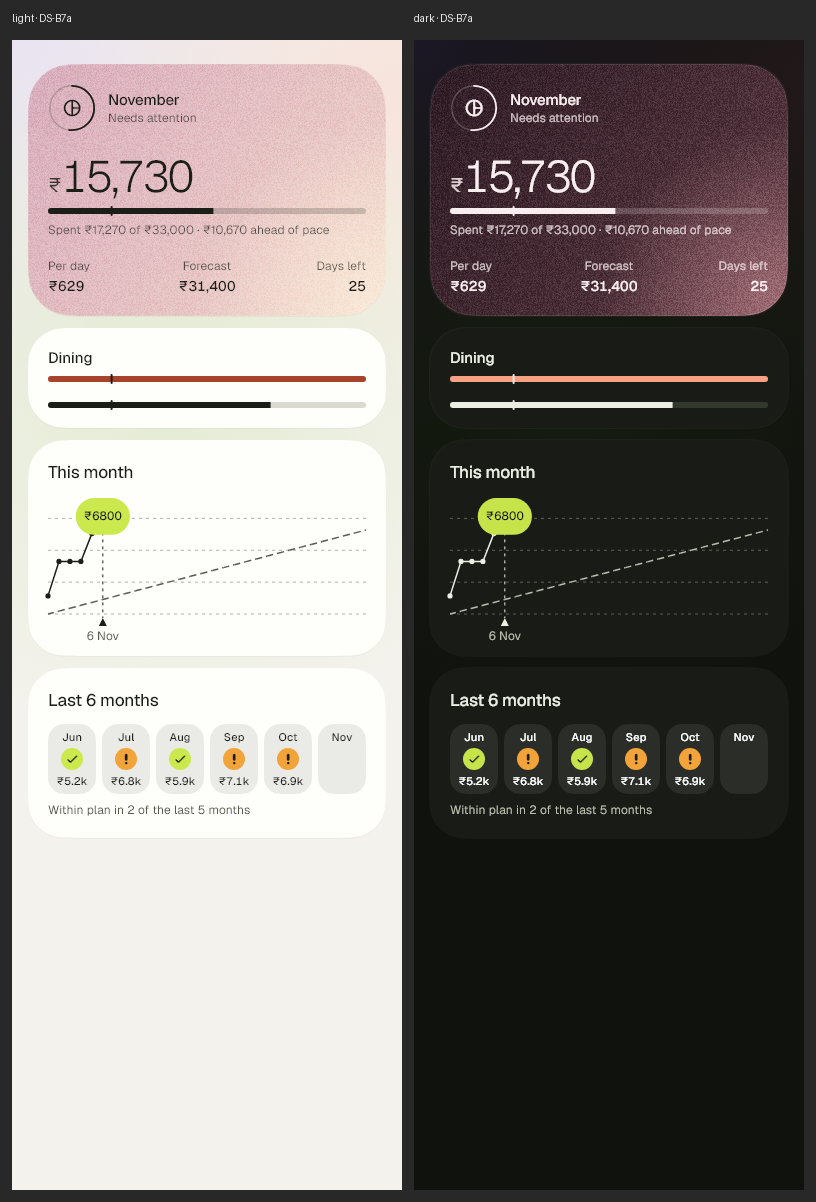 light·DS-B7a
November
Needs attention
₹15,730
Spent ₹17,270 of ₹33,000 · ₹10,670 ahead of pace
Per day Forecast Days left
₹629 ₹31,400 25
Dining
This month
₹6800
6 Nov
Last 6 months
Jun Jul Aug Sep Oct Nov
₹5.2k ₹6.8k ₹5.9k ₹7.1k ₹6.9k
Within plan in 2 of the last 5 months
dark·DS-B7a
November
Needs attention
₹15,730
Spent ₹17,270 of ₹33,000 · ₹10,670 ahead of pace
Per day Forecast Days left
₹629 ₹31,400 25
Dining
This month
₹6800
6 Nov
Last 6 months
Jun Jul Aug Sep Oct Nov
₹5.2k ₹6.8k ₹5.9k ₹7.1k ₹6.9k
Within plan in 2 of the last 5 months